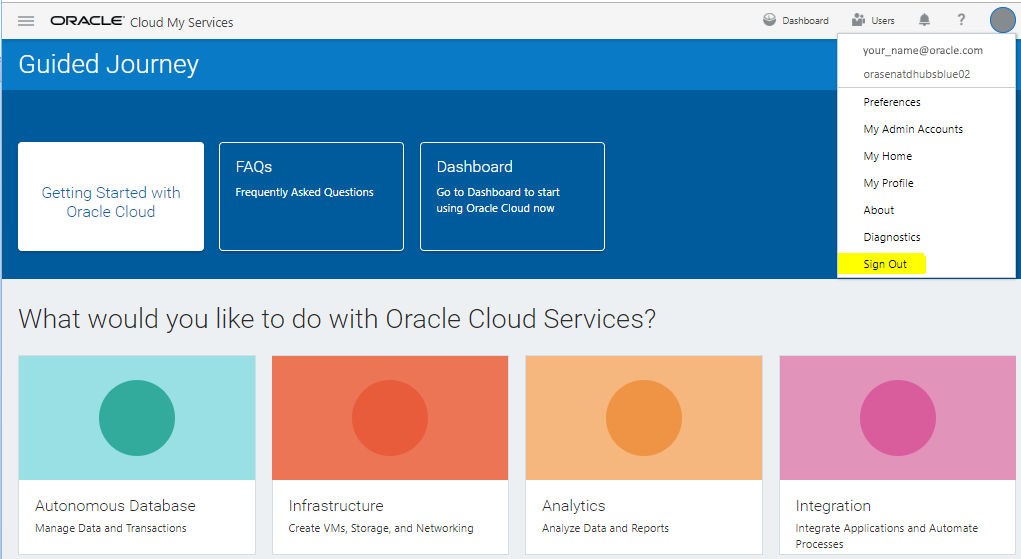 ORACLE Cloud My Services
Dashboard
Users
?
your_name@oracle.com
orasenatdhubsblue02
Preferences
My Admin Accounts
My Home
My Profile
About
Diagnostics
Sign Out
Guided Journey
Getting Started with
Oracle Cloud
FAQs
Frequently Asked Questions
Dashboard
Go to Dashboard to start
using Oracle Cloud now
What would you like to do with Oracle Cloud Services?
Autonomous Database
Manage Data and Transactions
Infrastructure
Create VMs, Storage, and Networking
Analytics
Analyze Data and Reports
Integration
Integrate Applications and Automate
Processes